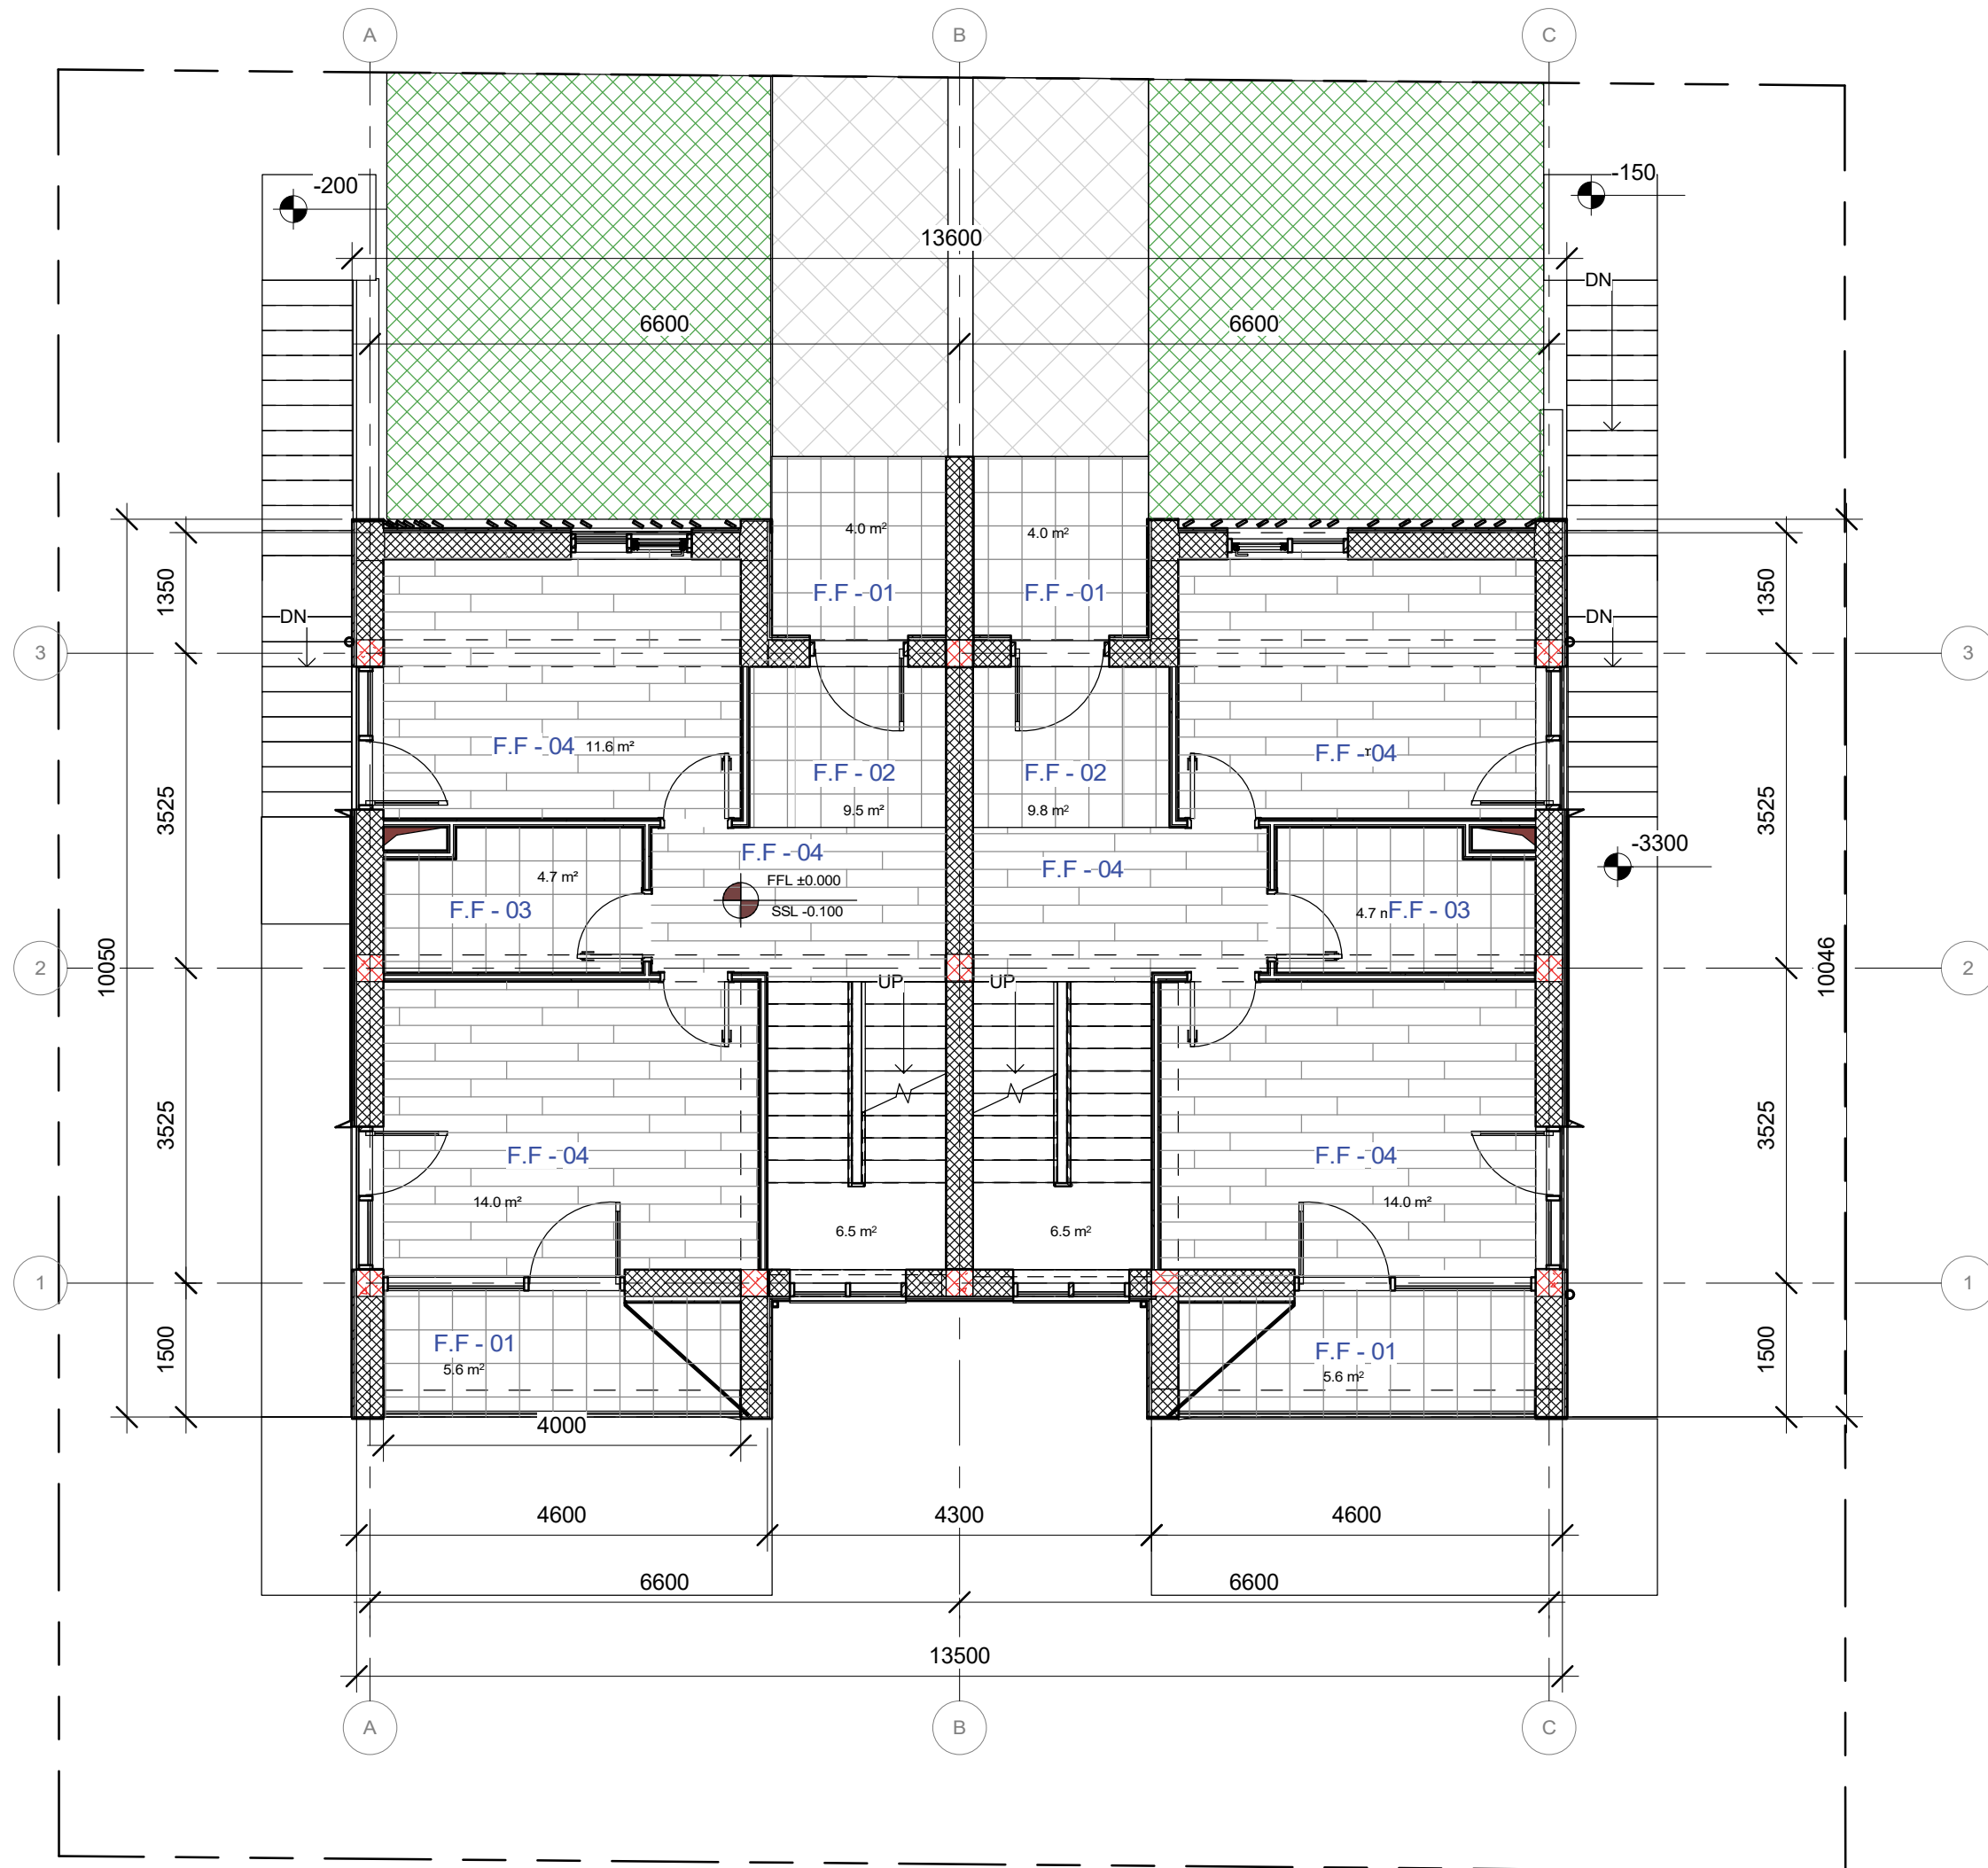 A B C
-200 -150
13600
DN
6600 6600
4.0 m² 4.0 m²
F.F - 01 F.F - 01
1350 1350
DN DN
3 3
F.F - 04 11.6 m² F.F - 04
F.F - 02 F.F - 02
9.5 m² 9.8 m²
3525 3525
-3300
F.F - 04 F.F - 04
4.7 m² FFL ±0.000
F.F - 03 SSL -0.100 4.7 F.F - 03
10050 10046
2 2
UP UP
3525 3525
F.F - 04 F.F - 04
14.0 m² 14.0 m²
6.5 m² 6.5 m²
1 1
F.F - 01 F.F - 01
5.6 m² 5.6 m²
1500 1500
4000
4600 4300 4600
6600 6600
13500
A B C